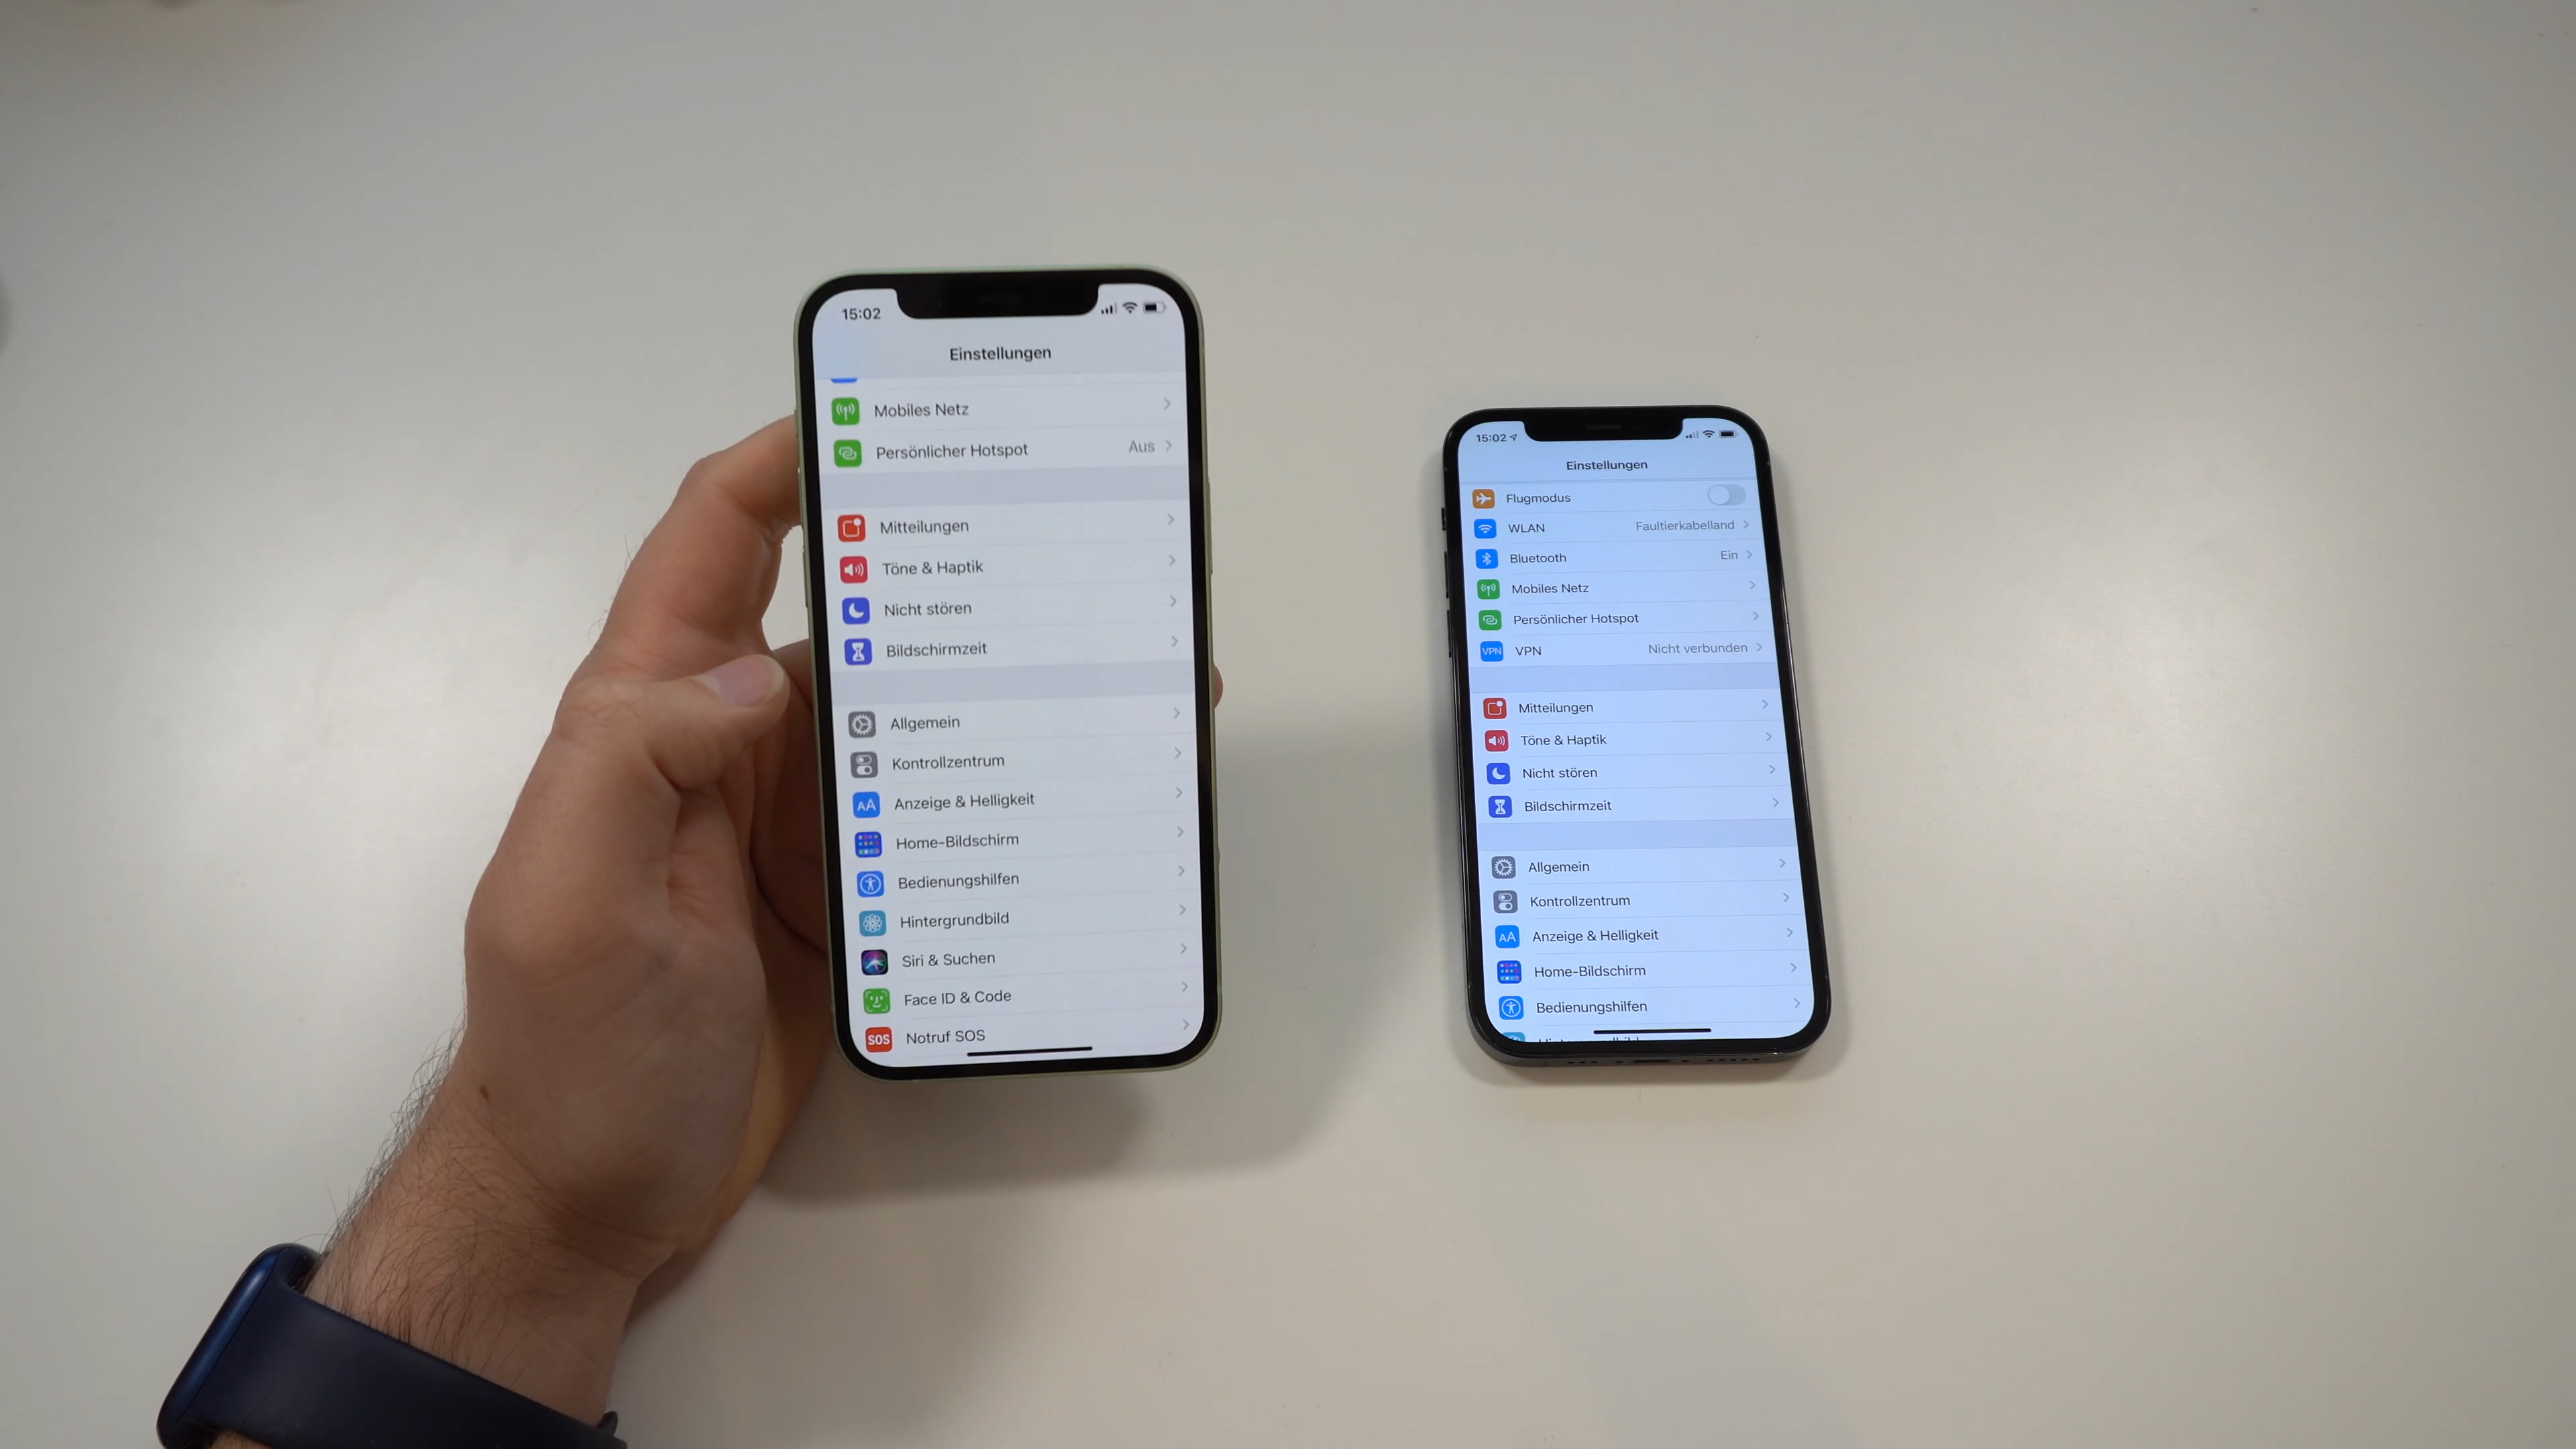 15:02
Einstellungen
Mobiles Netz
Persönlicher Hotspot Aus
Mitteilungen
Töne & Haptik
Nicht stören
Bildschirmzeit
Allgemein
Kontrollzentrum
AA Anzeige & Helligkeit
Home-Bildschirm
Bedienungshilfen
Hintergrundbild
Siri & Suchen
Face ID & Code
SOS Notruf SOS
15:02
Einstellungen
Flugmodus
WLAN Faultierkabelland
Bluetooth Ein
Mobiles Netz
Persönlicher Hotspot
VPN VPN Nicht verbunden
Mitteilungen
Töne & Haptik
Nicht stören
Bildschirmzeit
Allgemein
Kontrollzentrum
AA Anzeige & Helligkeit
Home-Bildschirm
Bedienungshilfen